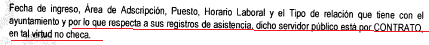 Fecha de ingreso, Área de Adscripción, Puesto, Horario Laboral y el Tipo de relación que tiene con el
ayuntamiento y por lo que respecta a sus registros de asistencia, dicho servidor público está por CONTRATO,
en tal virtud no checa.